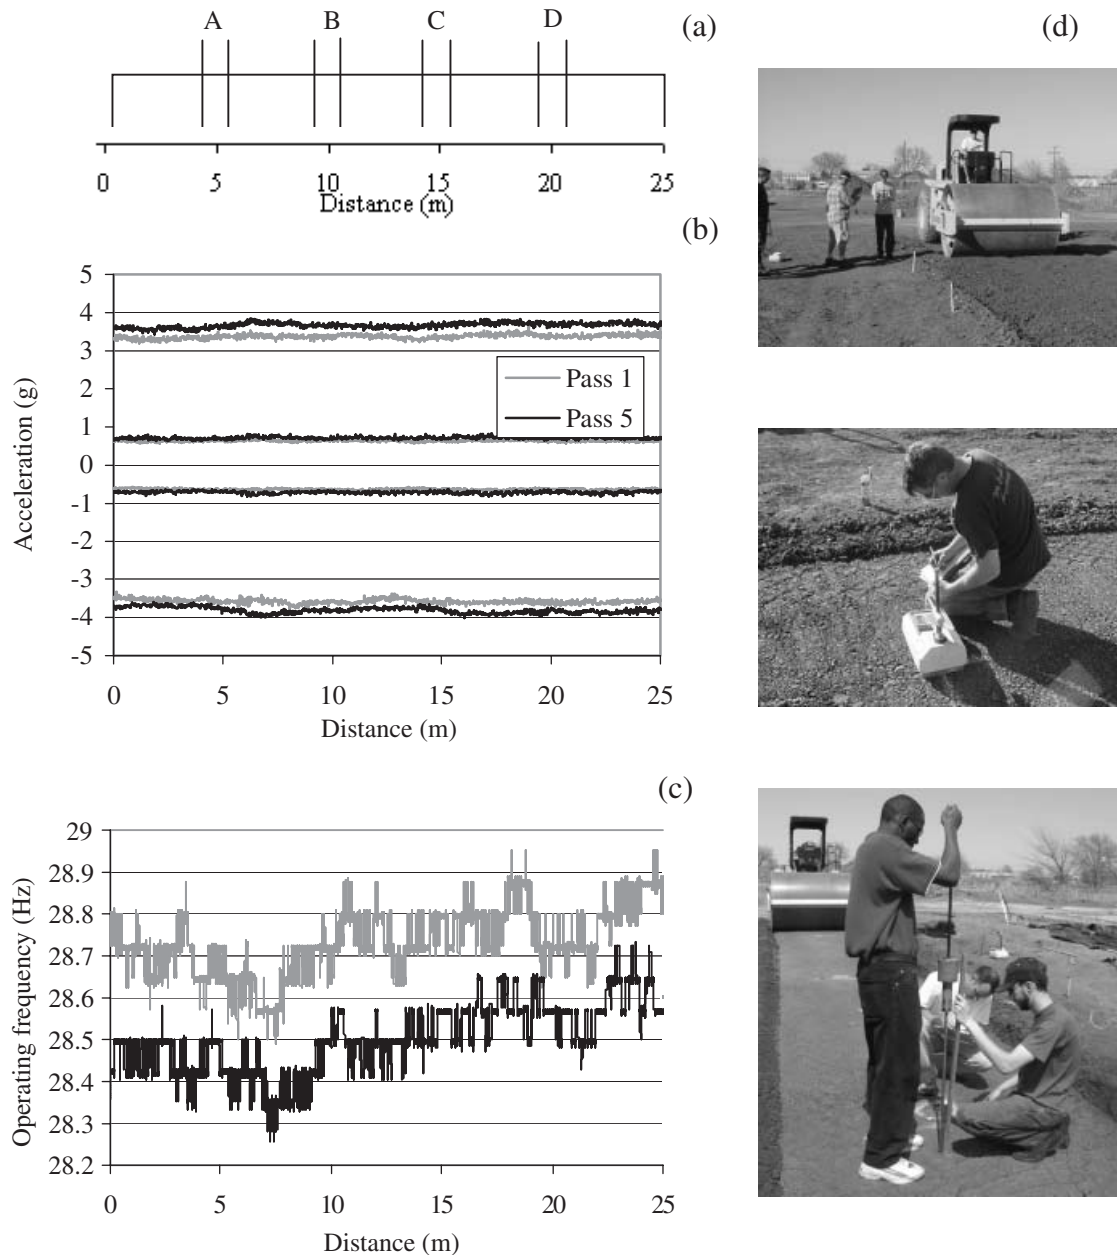 A B C D
(a)
0 5 10 15 20 25
Distance (m)
(b)
5
4
3
2
1
0
-1
-2
-3
-4
-5
Acceleration (g)
Pass 1
Pass 5
0 5 10 15 20 25
Distance (m)
(c)
29
28.9
28.8
28.7
28.6
28.5
28.4
28.3
28.2
Operating frequency (Hz)
0 5 10 15 20 25
Distance (m)
(d)